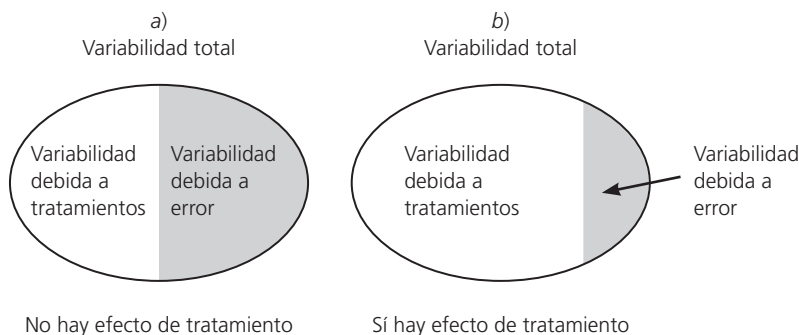 a)
Variabilidad total
Variabilidad
debida a
tratamientos
Variabilidad
debida a
error
No hay efecto de tratamiento
b)
Variabilidad total
Variabilidad
debida a
tratamientos
Variabilidad
debida a
error
Sí hay efecto de tratamiento